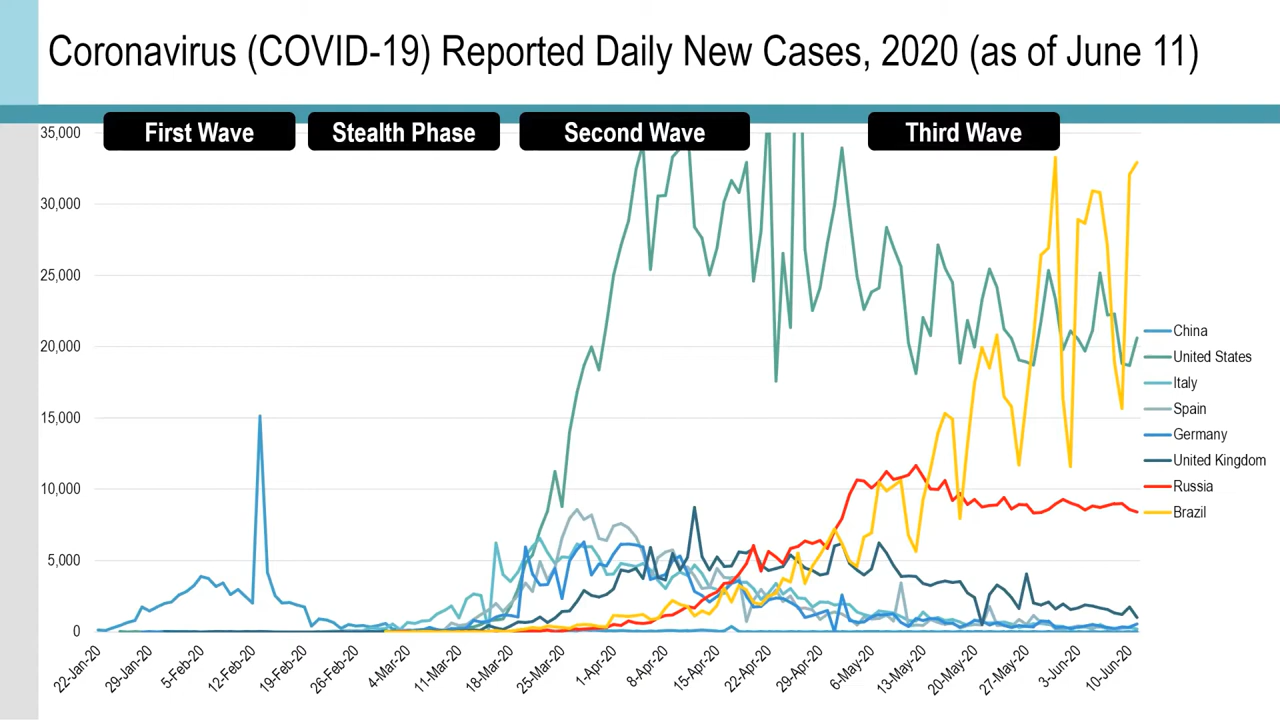 Coronavirus (COVID-19) Reported Daily New Cases, 2020 (as of June 11)
First Wave
Stealth Phase
Second Wave
Third Wave
35,000
30,000
25,000
20,000
15,000
10,000
5,000
0
22-Jan-20
29-Jan-20
5-Feb-20
12-Feb-20
19-Feb-20
26-Feb-20
4-Mar-20
11-Mar-20
18-Mar-20
25-Mar-20
1-Apr-20
8-Apr-20
15-Apr-20
22-Apr-20
29-Apr-20
6-May-20
13-May-20
20-May-20
27-May-20
3-Jun-20
10-Jun-20
China
United States
Italy
Spain
Germany
United Kingdom
Russia
Brazil